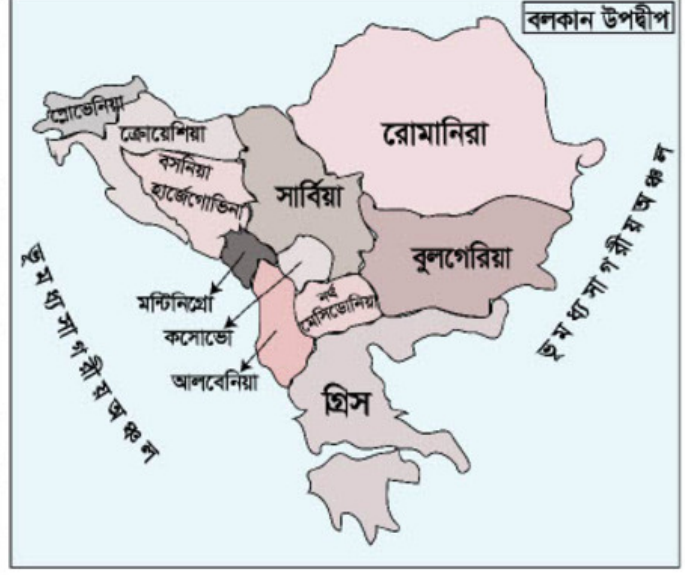 বলকান উপদ্বীপ
স্লোভেনিয়া
ক্রোয়েশিয়া
রোমানিরা
বসনিয়া
হার্জেগোভিনা
সার্বিয়া
বুলগেরিয়া
মন্টিনিগ্রো
কসোভো
আলবেনিয়া
নর্থ
মেসিডোনিয়া
গ্রিস
ভূমধ্যসাগরীয় অঞ্চল
ভূমধ্যসাগরীয় অঞ্চল